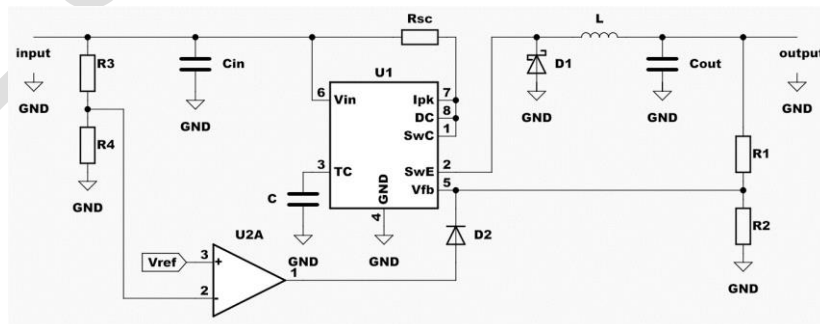 Rsc
input
R3
Cin
U1
GND
R4
GND
6
Vin
Ipk
7
DC
8
SwC
1
SwE
2
Vfb
5
3
TC
GND
4
C
GND
GND
GND
U2A
Vref
3
+
2
-
1
D2
D1
GND
L
Cout
GND
output
GND
R1
R2
GND